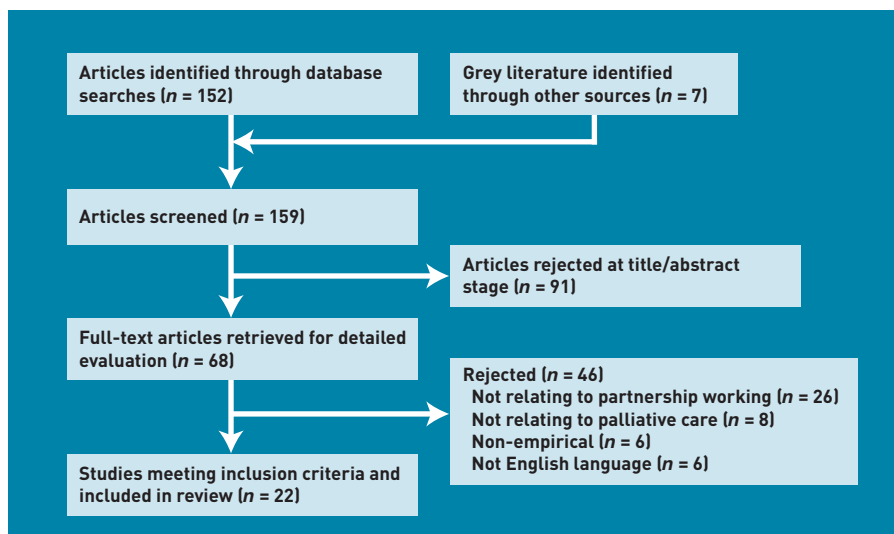 Articles identified through database
searches (n = 152)
Grey literature identified
through other sources (n = 7)
Articles screened (n = 159)
Articles rejected at title/abstract
stage (n = 91)
Full-text articles retrieved for detailed
evaluation (n = 68)
Rejected (n = 46)
Not relating to partnership working (n = 26)
Not relating to palliative care (n = 8)
Non-empirical (n = 6)
Not English language (n = 6)
Studies meeting inclusion criteria and
included in review (n = 22)